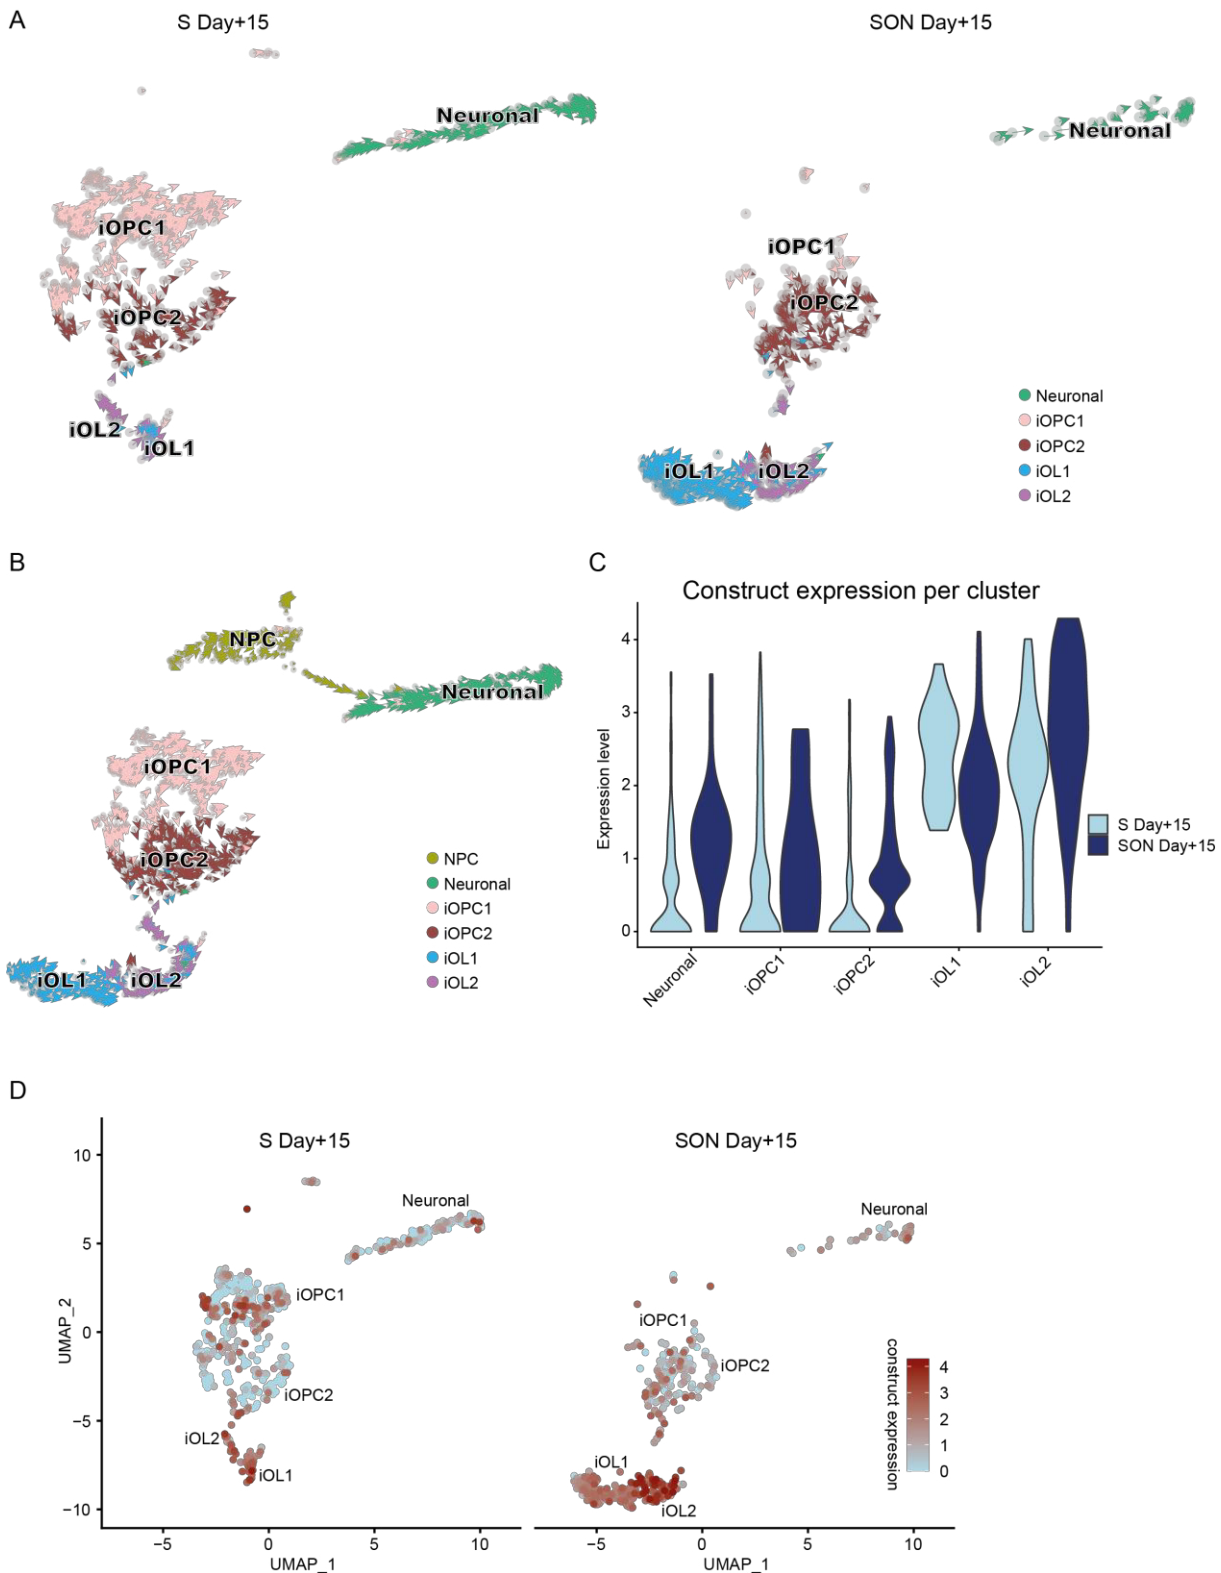 A
S Day+15
SON Day+15
Neuronal
iOPC1
iOPC2
iOL2
iOL1
Neuronal
iOPC1
iOPC2
iOL1
iOL2
Neuronal
iOPC1
iOPC2
iOL1
iOL2
B
NPC
Neuronal
iOPC1
iOPC2
iOL1
iOL2
NPC
Neuronal
iOPC1
iOPC2
iOL1
iOL2
C
Construct expression per cluster
Expression level
4
3
2
1
0
Neuronal
iOPC1
iOPC2
iOL1
iOL2
S Day+15
SON Day+15
D
S Day+15
SON Day+15
UMAP_2
10
5
0
−5
−10
Neuronal
iOPC1
iOPC2
iOL2
iOL1
−5
0
5
10
UMAP_1
Neuronal
iOPC1
iOPC2
iOL1
iOL2
−5
0
5
10
UMAP_1
construct expression
4
3
2
1
0